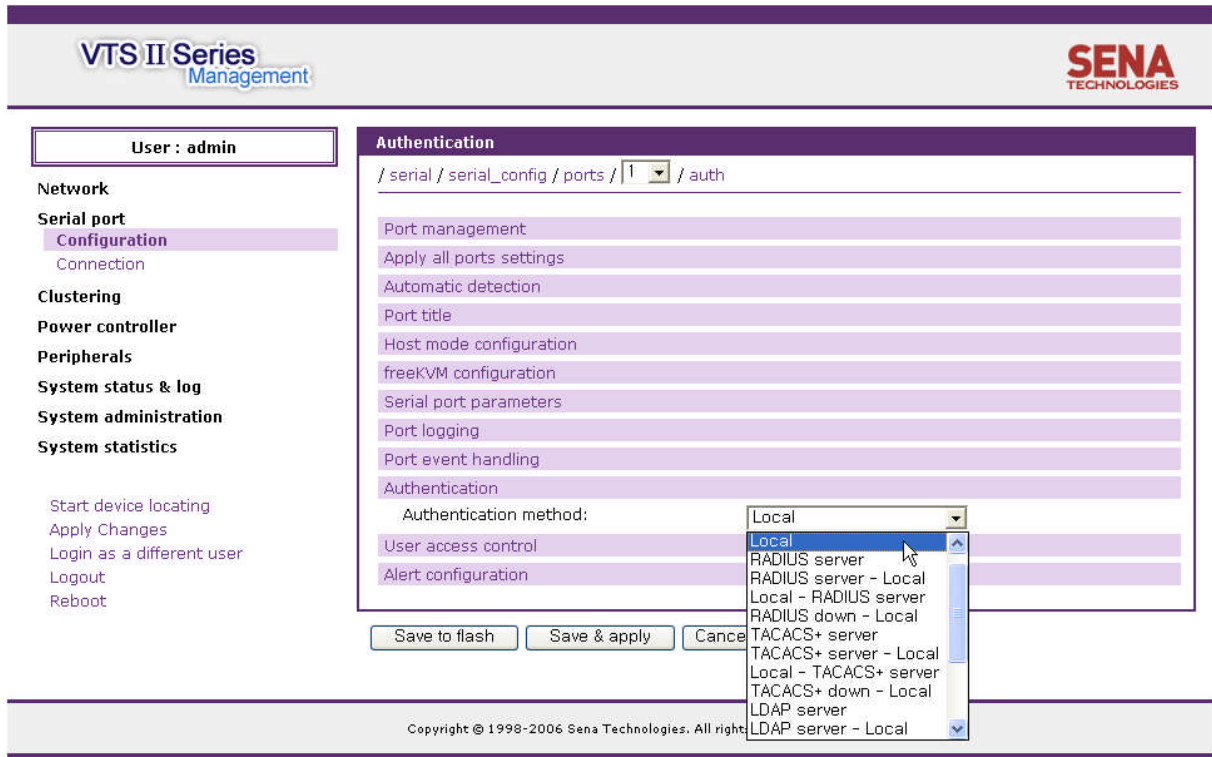 VTS II Series
Management
SENA
TECHNOLOGIES
User : admin
Network
Serial port
Configuration
Connection
Clustering
Power controller
Peripherals
System status & log
System administration
System statistics
Start device locating
Apply Changes
Login as a different user
Logout
Reboot
Authentication
/ serial / serial_config / ports / 1 / auth
Port management
Apply all ports settings
Automatic detection
Port title
Host mode configuration
freeKVM configuration
Serial port parameters
Port logging
Port event handling
Authentication
Authentication method: Local
User access control
Alert configuration
Local
RADIUS server
RADIUS server - Local
Local - RADIUS server
RADIUS down - Local
TACACS+ server
TACACS+ server - Local
Local - TACACS+ server
TACACS+ down - Local
LDAP server
LDAP server - Local
Save to flash Save & apply Cance
Copyright © 1998-2006 Sena Technologies. All right